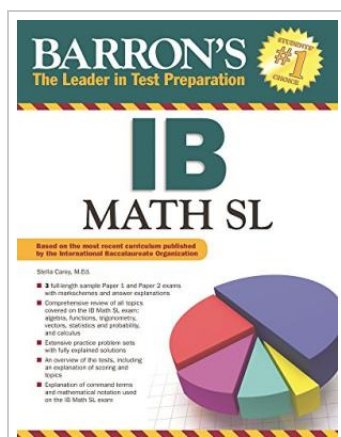 BARRON'S
The Leader in Test Preparation
STUDENTS'
#1
CHOICE
IB
MATH SL
Based on the most recent curriculum published
by the International Baccalaureate Organization
Stella Carey, M.Ed.
3 full-length sample Paper 1 and Paper 2 exams
with markschemes and answer explanations
Comprehensive review of all topics
covered on the IB Math SL exam:
algebra, functions, trigonometry,
vectors, statistics and probability,
and calculus
Extensive practice problem sets
with fully explained solutions
An overview of the tests, including
an explanation of scoring and
topics
Explanation of command terms
and mathematical notation used
on the IB Math SL exam